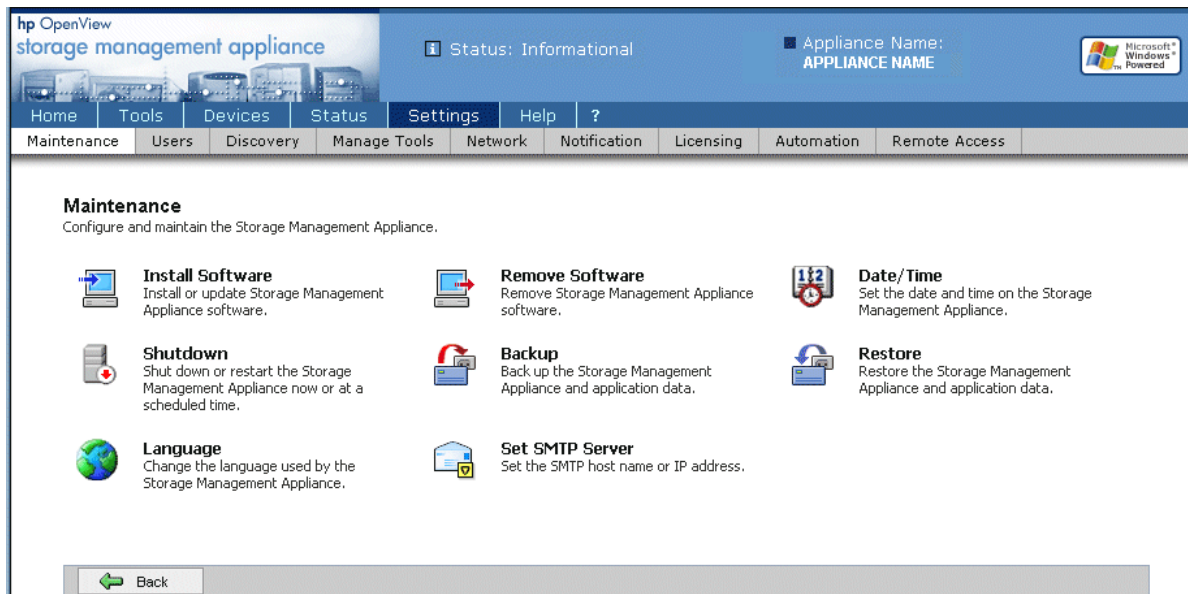 hp OpenView
storage management appliance
i Status: Informational
Appliance Name:
APPLIANCE NAME
Microsoft®
Windows®
Powered
TM
Home Tools Devices Status Settings Help ?
Maintenance Users Discovery Manage Tools Network Notification Licensing Automation Remote Access
Maintenance
Configure and maintain the Storage Management Appliance.
Install Software
Install or update Storage Management
Appliance software.
Remove Software
Remove Storage Management Appliance
software.
Date/Time
Set the date and time on the Storage
Management Appliance.
Shutdown
Shut down or restart the Storage
Management Appliance now or at a
scheduled time.
Backup
Back up the Storage Management
Appliance and application data.
Restore
Restore the Storage Management
Appliance and application data.
Language
Change the language used by the
Storage Management Appliance.
Set SMTP Server
Set the SMTP host name or IP address.
Back